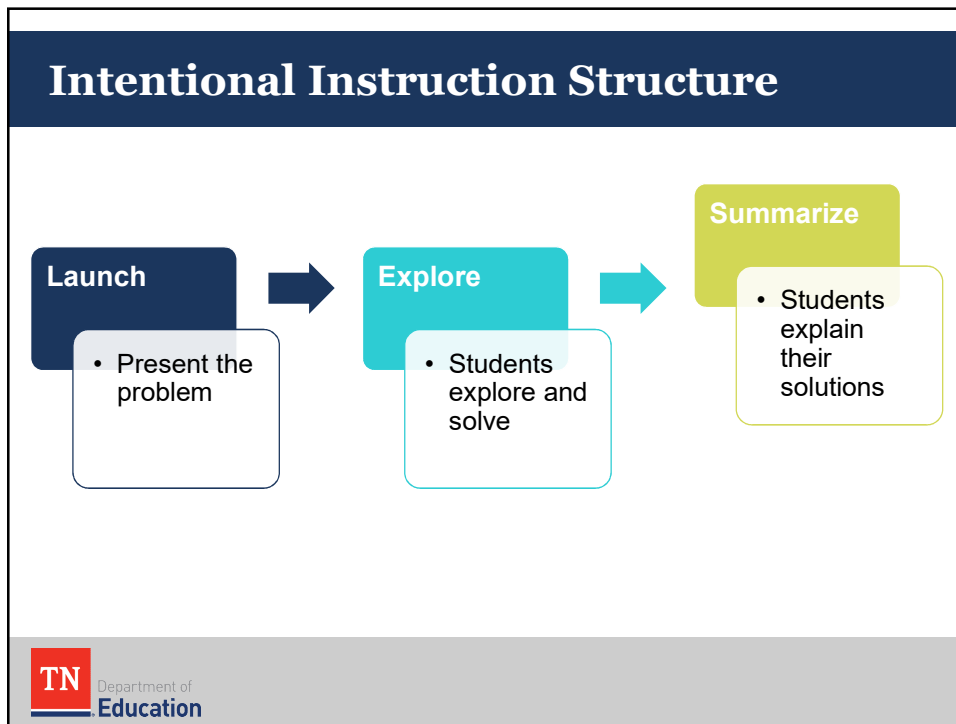 Intentional Instruction Structure
Launch
• Present the
problem
Explore
• Students
explore and
solve
Summarize
• Students
explain
their
solutions
TN
Department of
Education